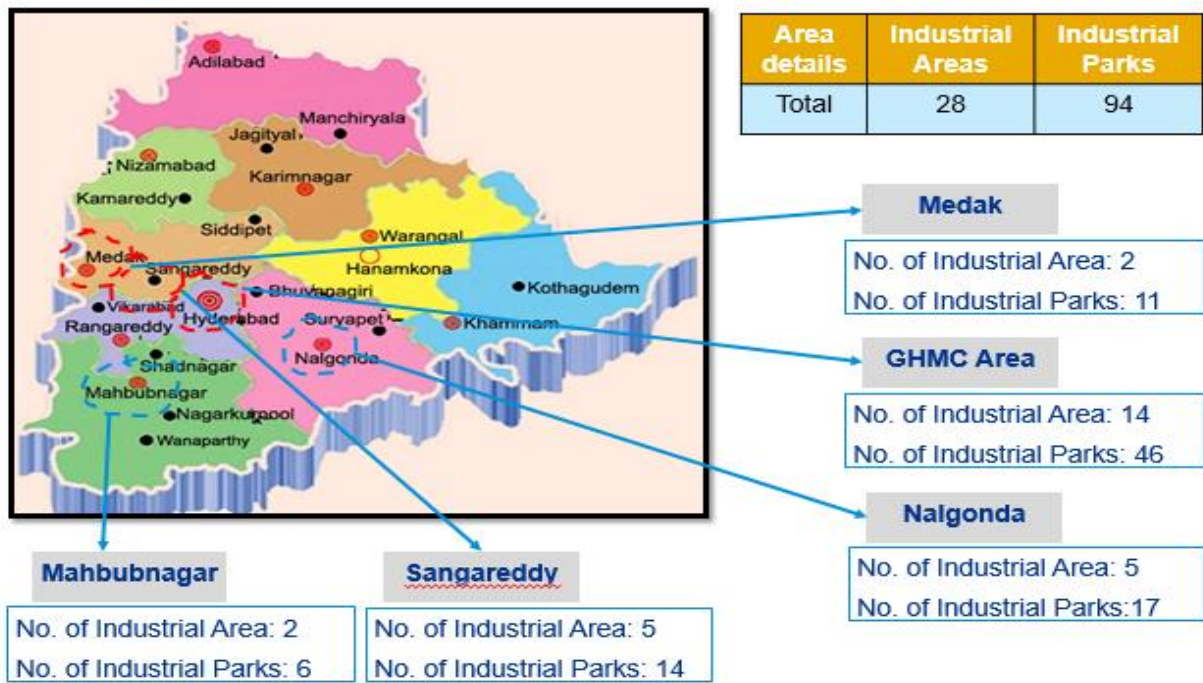 Area details
Industrial Areas
Industrial Parks
Total
28
94
Adilabad
Manchiryala
Jagityal
Nizamabad
Karimnagar
Kamareddy
Siddipet
Warangal
Medak
Sangareddy
Hanamkona
Bhuvanagiri
Kothagudem
Vikarabad
Hyderabad
Suryapet
Khammam
Rangareddy
Nalgonda
Shadnagar
Mahbubnagar
Nagarkurnool
Wanaparthy
Medak
No. of Industrial Area: 2
No. of Industrial Parks: 11
GHMC Area
No. of Industrial Area: 14
No. of Industrial Parks: 46
Nalgonda
No. of Industrial Area: 5
No. of Industrial Parks:17
Mahbubnagar
No. of Industrial Area: 2
No. of Industrial Parks: 6
Sangareddy
No. of Industrial Area: 5
No. of Industrial Parks: 14